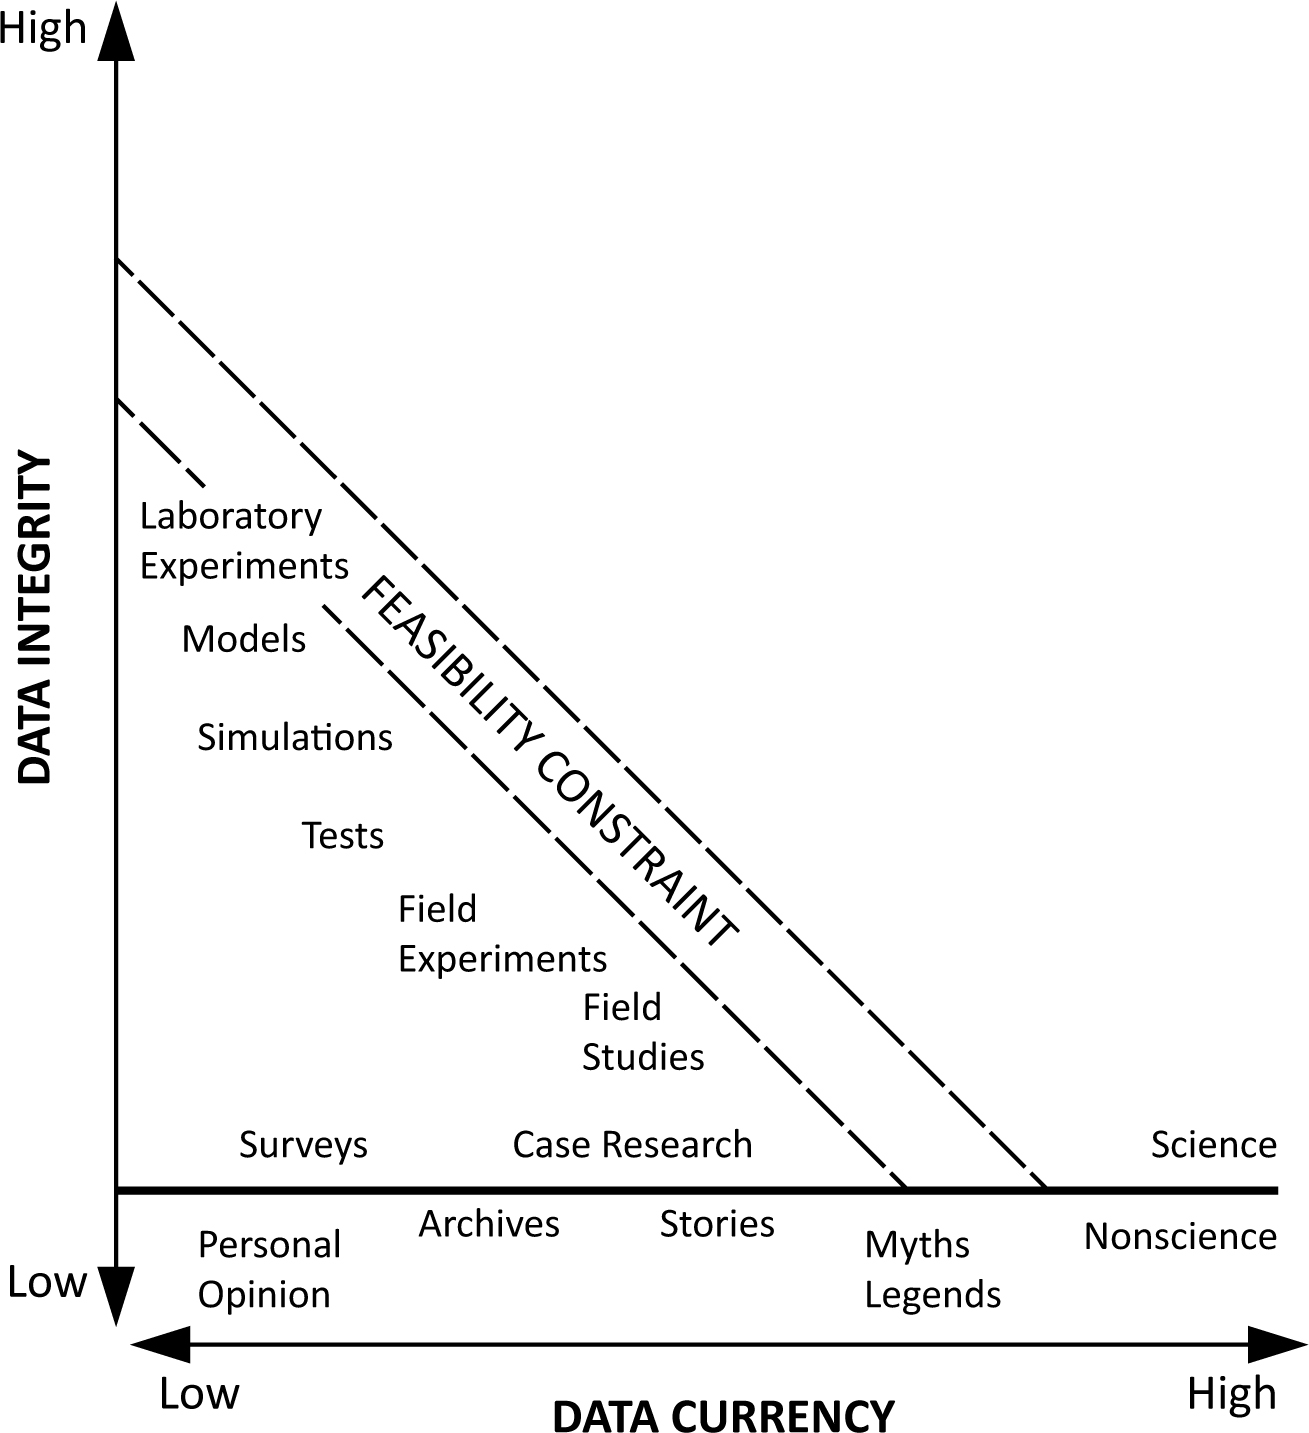 High
DATA INTEGRITY
Laboratory
Experiments
FEASIBILITY CONSTRAINT
Models
Simulations
Tests
Field
Experiments
Field
Studies
Surveys
Case Research
Science
Archives
Stories
Nonscience
Personal
Opinion
Myths
Legends
Low
Low
High
DATA CURRENCY